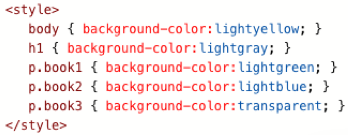 <style>
body { background-color:lightyellow; }
h1 { background-color:lightgray; }
p.book1 { background-color:lightgreen; }
p.book2 { background-color:lightblue; }
p.book3 { background-color:transparent; }
</style>